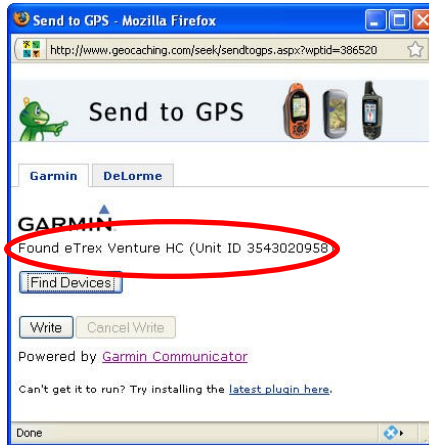 Send to GPS - Mozilla Firefox
http://www.geocaching.com/seek/sendtogps.aspx?wptid=386520
Send to GPS
Garmin DeLorme
GARMIN
Found eTrex Venture HC (Unit ID 3543020958)
Find Devices
Write Cancel Write
Powered by Garmin Communicator
Can't get it to run? Try installing the latest plugin here.
Done